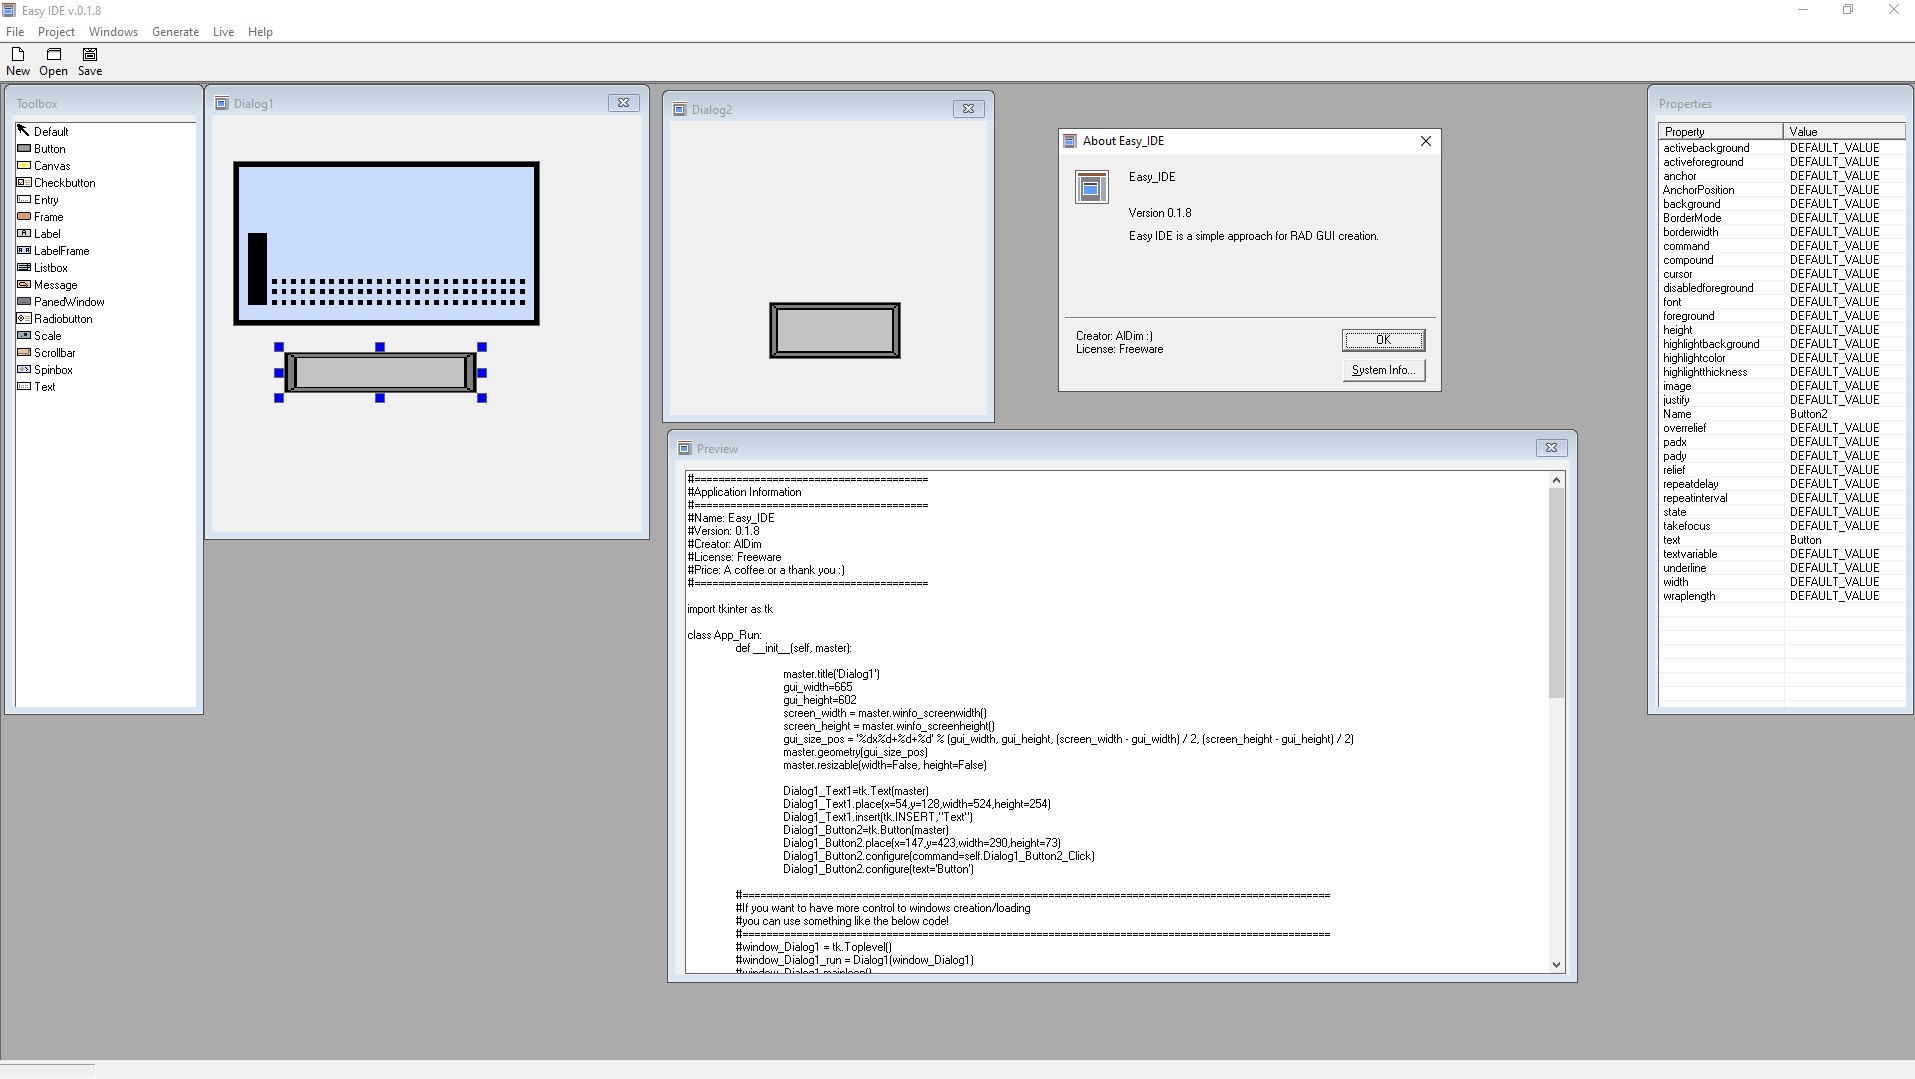 Easy IDE v.0.1.8
File Project Windows Generate Live Help
New Open Save
Toolbox
Default
Button
Canvas
Checkbutton
Entry
Frame
Label
LabelFrame
Listbox
Message
PanedWindow
Radiobutton
Scale
Scrollbar
Spinbox
Text
Dialog1
Dialog2
About Easy_IDE
Easy_IDE
Version 0.1.8
Easy IDE is a simple approach for RAD GUI creation.
Creator: AlDim :)
License: Freeware
OK
System Info...
Preview
#=======================================
#Application Information
#=======================================
#Name: Easy_IDE
#Version: 0.1.8
#Creator: AlDim
#License: Freeware
#Price: A coffee or a thank you :)
#=======================================
import tkinter as tk
class App_Run:
def __init__(self, master):
master.title('Dialog1')
gui_width=665
gui_height=602
screen_width = master.winfo_screenwidth()
screen_height = master.winfo_screenheight()
gui_size_pos = '%dx%d+%d+%d' % (gui_width, gui_height, (screen_width - gui_width) / 2, (screen_height - gui_height) / 2)
master.geometry(gui_size_pos)
master.resizable(width=False, height=False)
Dialog1_Text1=tk.Text(master)
Dialog1_Text1.place(x=54,y=128,width=524,height=254)
Dialog1_Text1.insert(tk.INSERT,"Text")
Dialog1_Button2=tk.Button(master)
Dialog1_Button2.place(x=147,y=423,width=290,height=73)
Dialog1_Button2.configure(command=self.Dialog1_Button2_Click)
Dialog1_Button2.configure(text='Button')
#==================================================================================================
#If you want to have more control to windows creation/loading
#you can use something like the below code!
#==================================================================================================
#window_Dialog1 = tk.Toplevel()
#window_Dialog1_run = Dialog1(window_Dialog1)
#window_Dialog1.mainloop()
Properties
Property Value
activebackground DEFAULT_VALUE
activeforeground DEFAULT_VALUE
anchor DEFAULT_VALUE
AnchorPosition DEFAULT_VALUE
background DEFAULT_VALUE
BorderMode DEFAULT_VALUE
borderwidth DEFAULT_VALUE
command DEFAULT_VALUE
compound DEFAULT_VALUE
cursor DEFAULT_VALUE
disabledforeground DEFAULT_VALUE
font DEFAULT_VALUE
foreground DEFAULT_VALUE
height DEFAULT_VALUE
highlightbackground DEFAULT_VALUE
highlightcolor DEFAULT_VALUE
highlightthickness DEFAULT_VALUE
image DEFAULT_VALUE
justify DEFAULT_VALUE
Name Button2
overrelief DEFAULT_VALUE
padx DEFAULT_VALUE
pady DEFAULT_VALUE
relief DEFAULT_VALUE
repeatdelay DEFAULT_VALUE
repeatinterval DEFAULT_VALUE
state DEFAULT_VALUE
takefocus DEFAULT_VALUE
text Button
textvariable DEFAULT_VALUE
underline DEFAULT_VALUE
width DEFAULT_VALUE
wraplength DEFAULT_VALUE